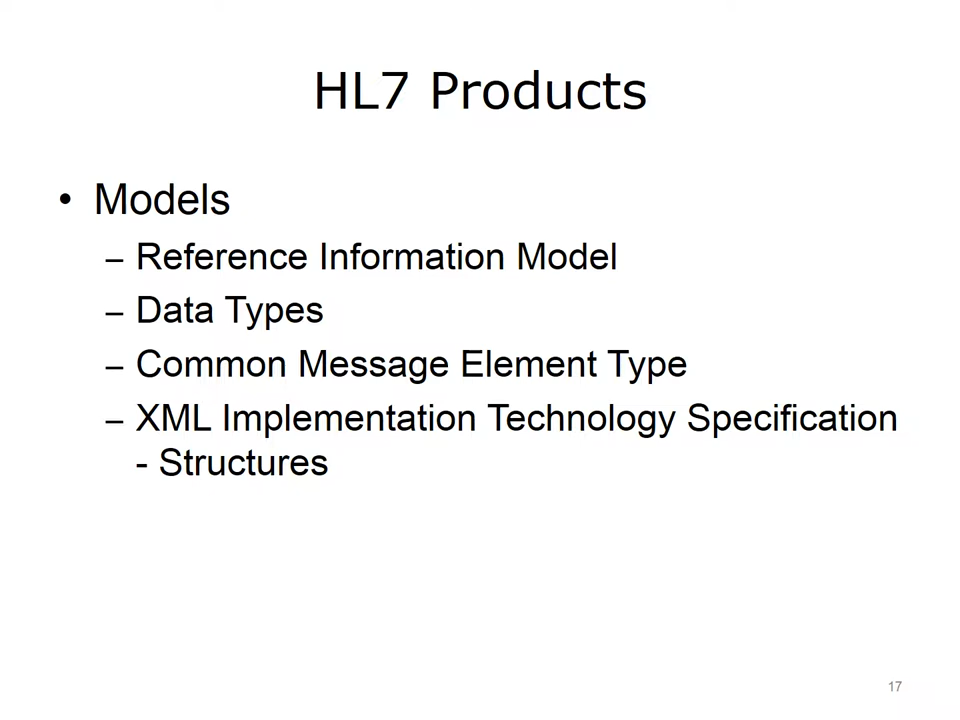 HL7 Products
• Models
– Reference Information Model
– Data Types
– Common Message Element Type
– XML Implementation Technology Specification
- Structures
17